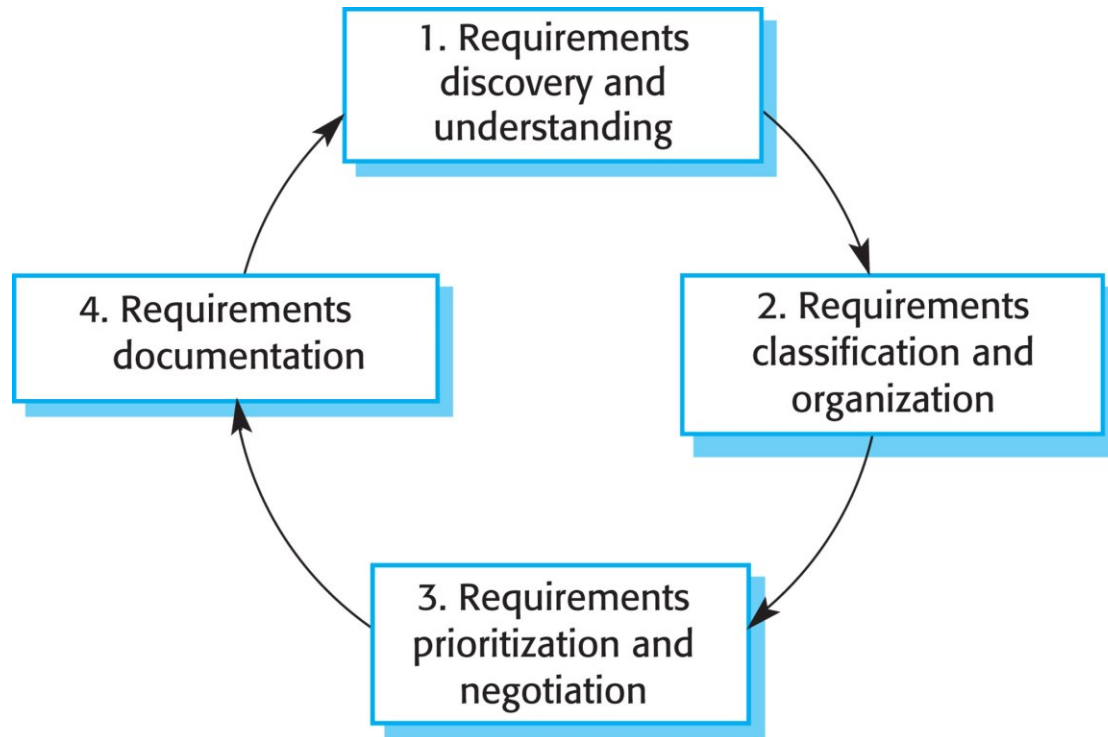 1. Requirements
discovery and
understanding
2. Requirements
classification and
organization
3. Requirements
prioritization and
negotiation
4. Requirements
documentation